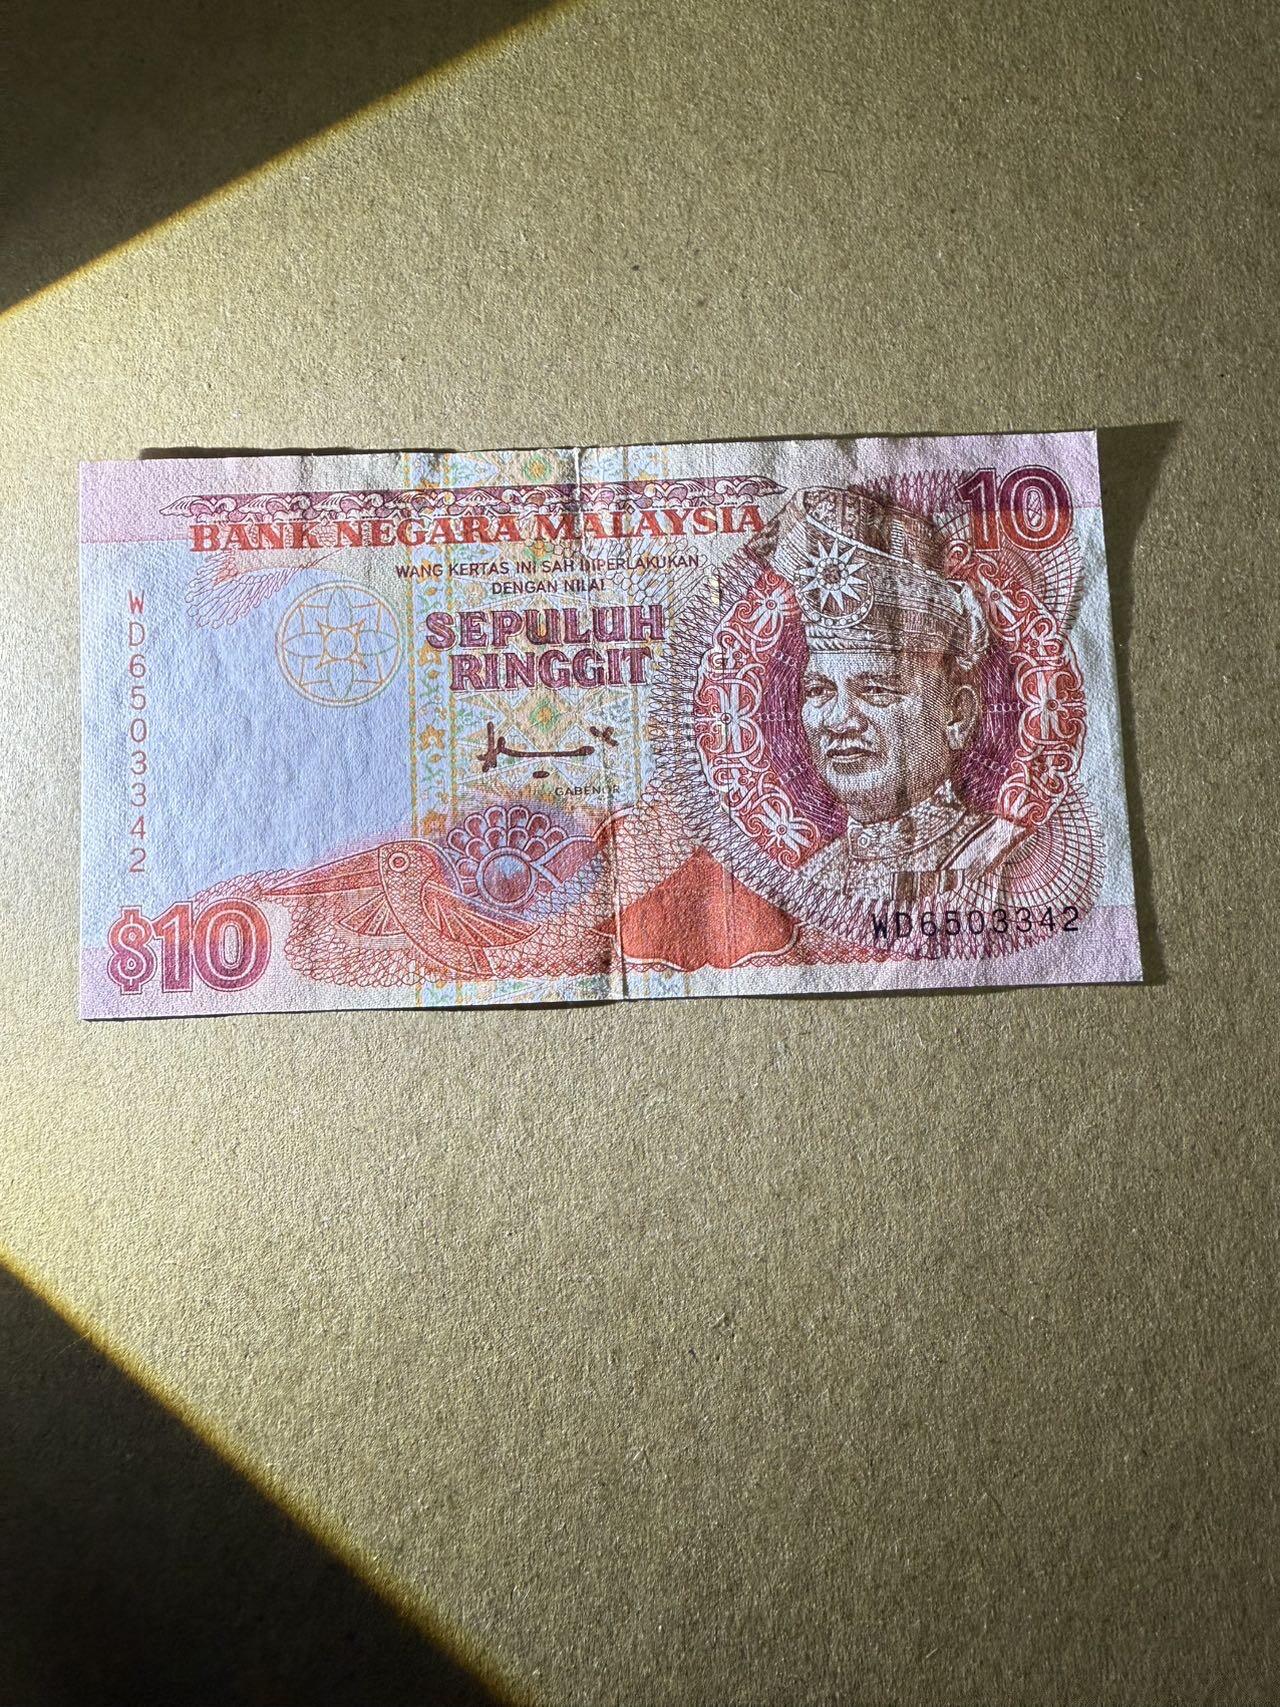 10
BANK NEGARA MALAYSIA
WANG KERTAS INI SAH DIPERLAKUKAN
DENGAN NILAI
SEPULUH
RINGGIT
WD6503342
GABENOR
$10
WD6503342